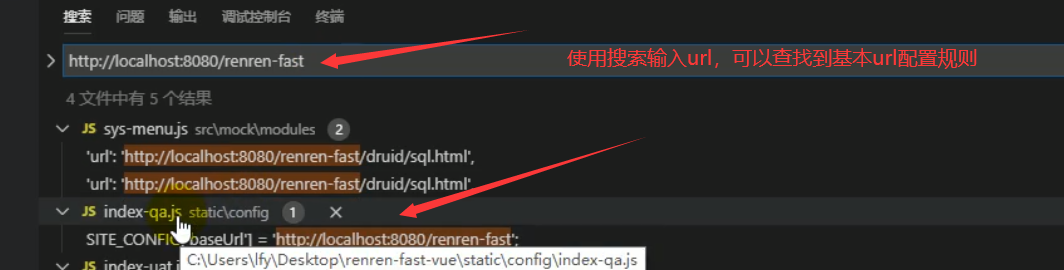 搜索 问题 输出 调试控制台 终端
http://localhost:8080/renren-fast
使用搜索输入url，可以查找到基本url配置规则
4 文件中有 5 个结果
JS sys-menu.js src\mock\modules 2
'url': 'http://localhost:8080/renren-fast/druid/sql.html',
'url': 'http://localhost:8080/renren-fast/druid/sql.html'
JS index-qa.js static\config 1
SITE_CONFIG baseUrl'] = 'http://localhost:8080/renren-fast';
C:\Users\lfy\Desktop\renren-fast-vue\static\config\index-qa.js
JS index-uat.j